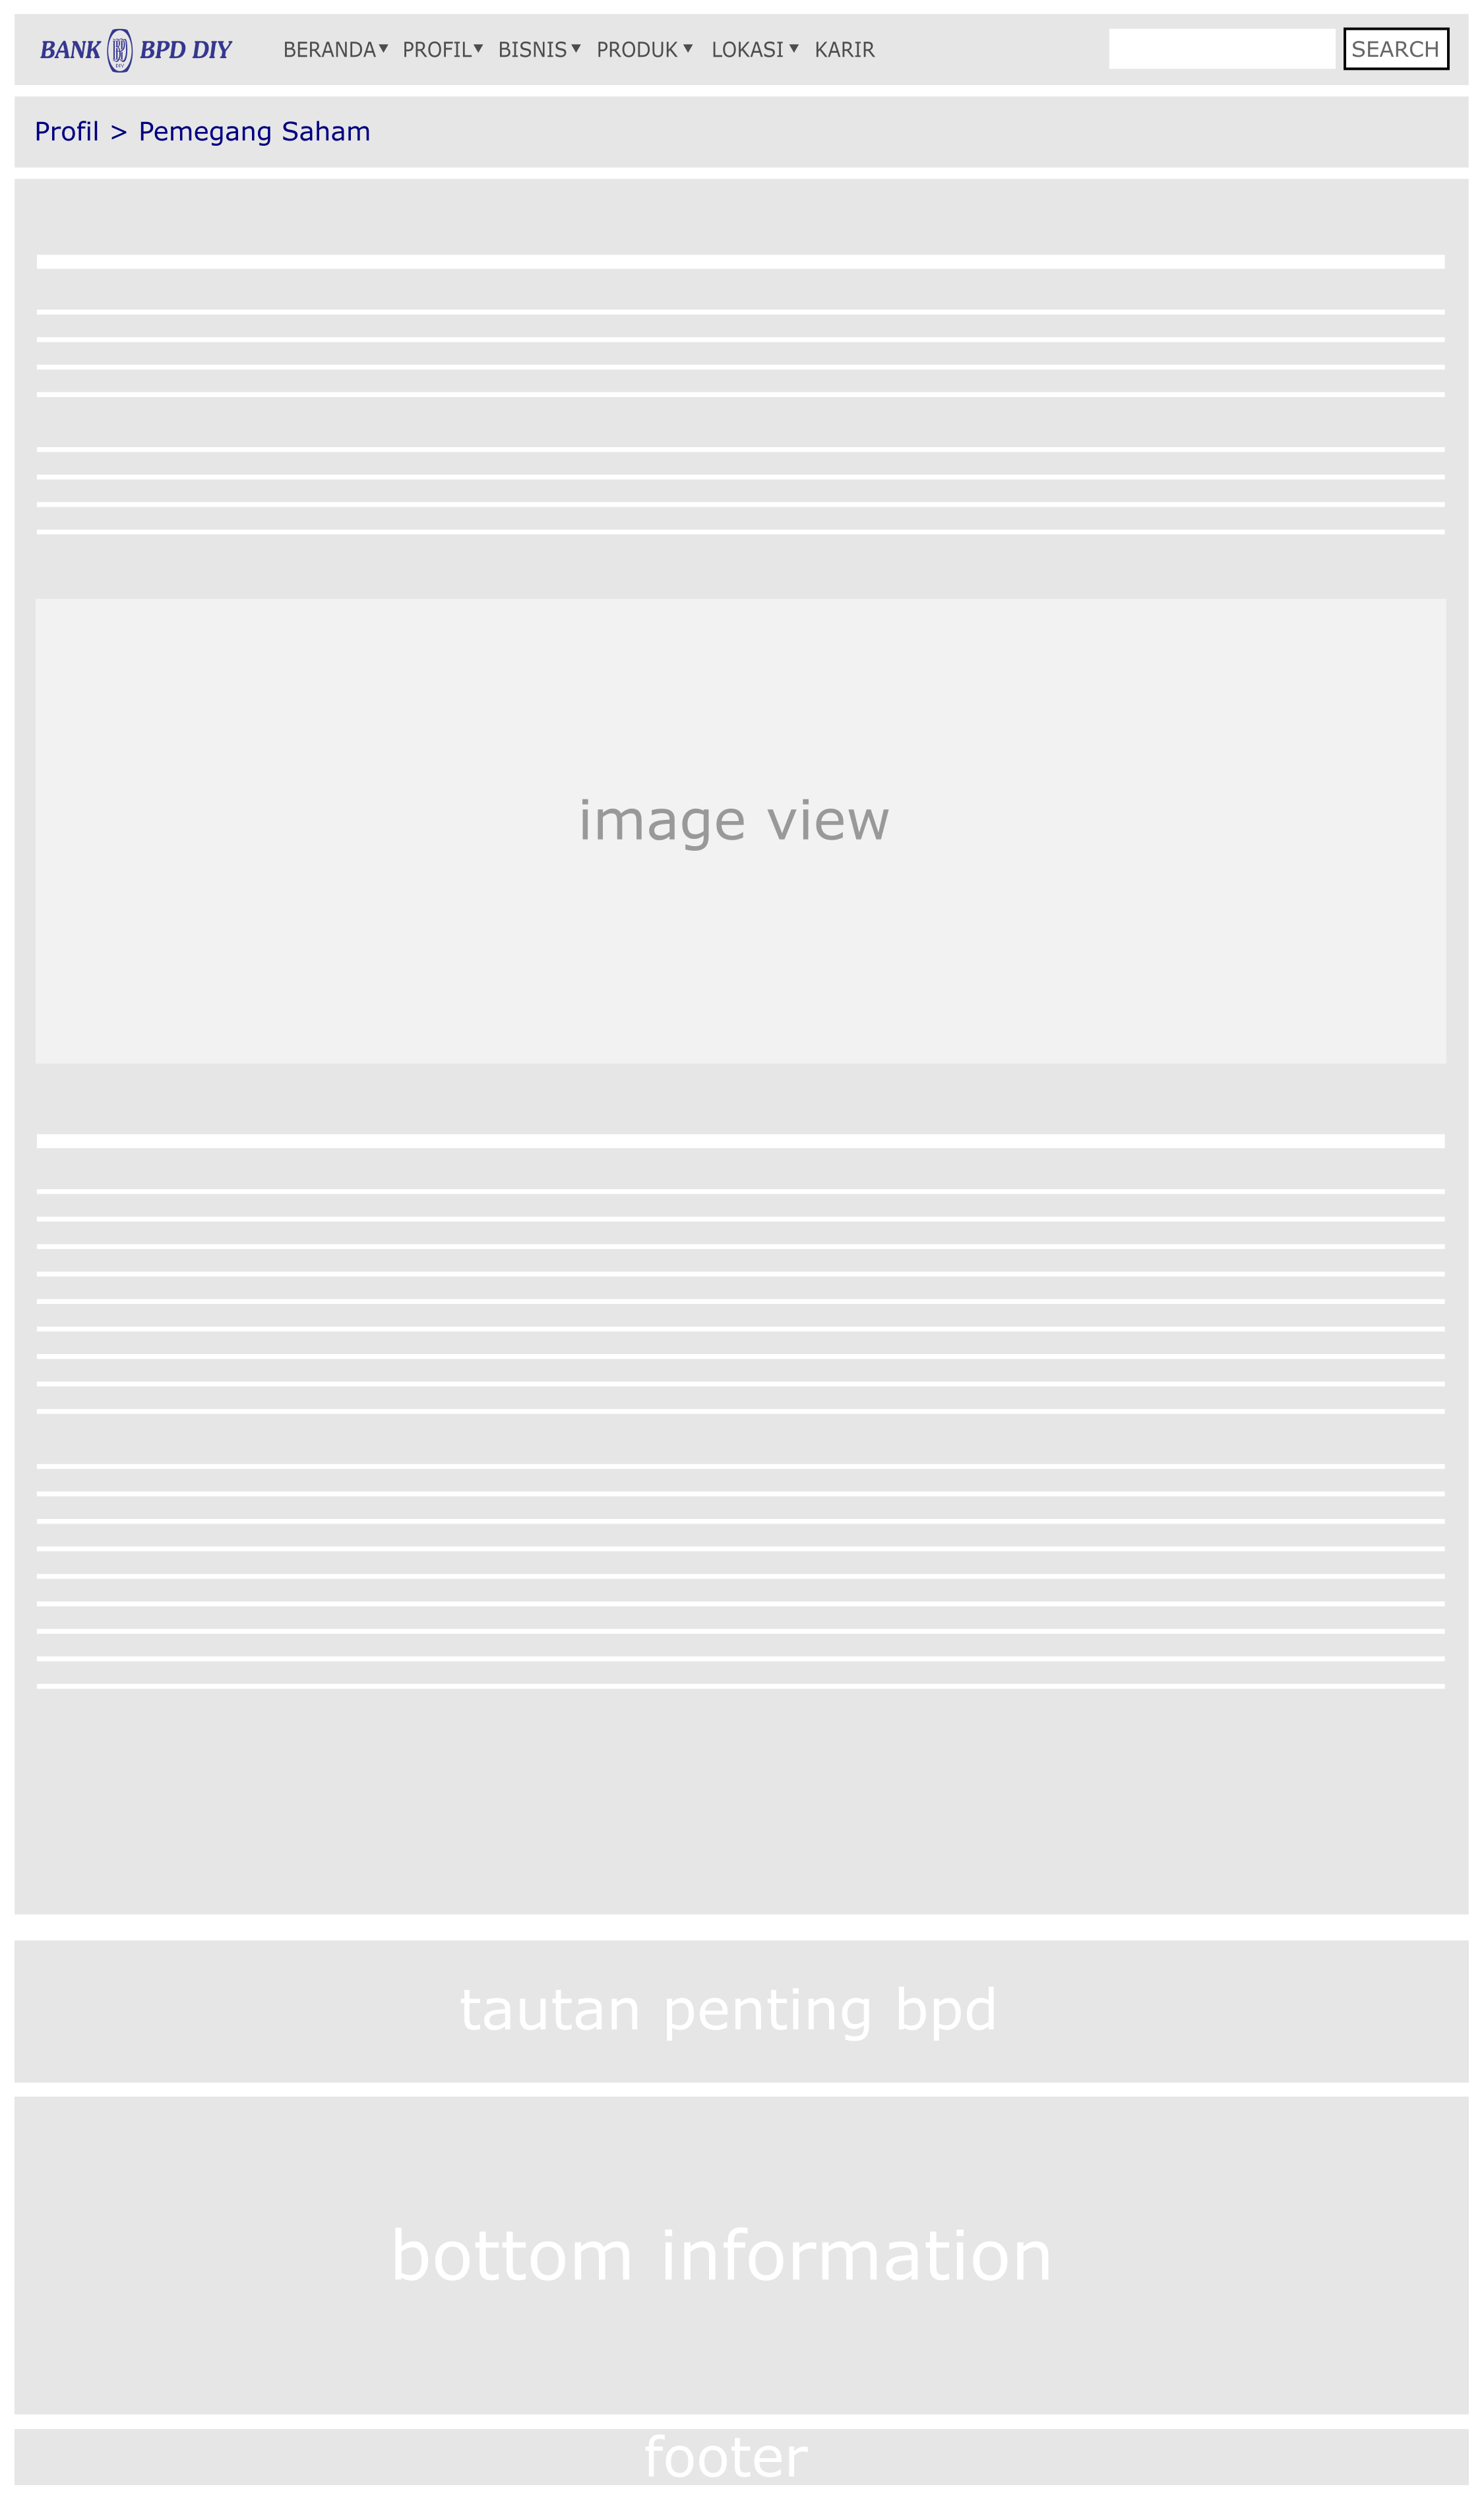 BANK BPD DIY BERANDA PROFIL BISNIS PRODUK LOKASI KARIR SEARCH
Profil > Pemegang Saham
image view
tautan penting bpd
bottom information
footer